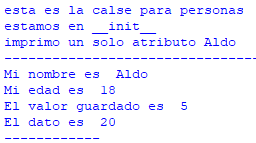 esta es la calse para personas
estamos en __init__
imprimo un solo atributo Aldo
--------------------------------
Mi nombre es  Aldo
Mi edad es  18
El valor guardado es  5
El dato es  20
------------